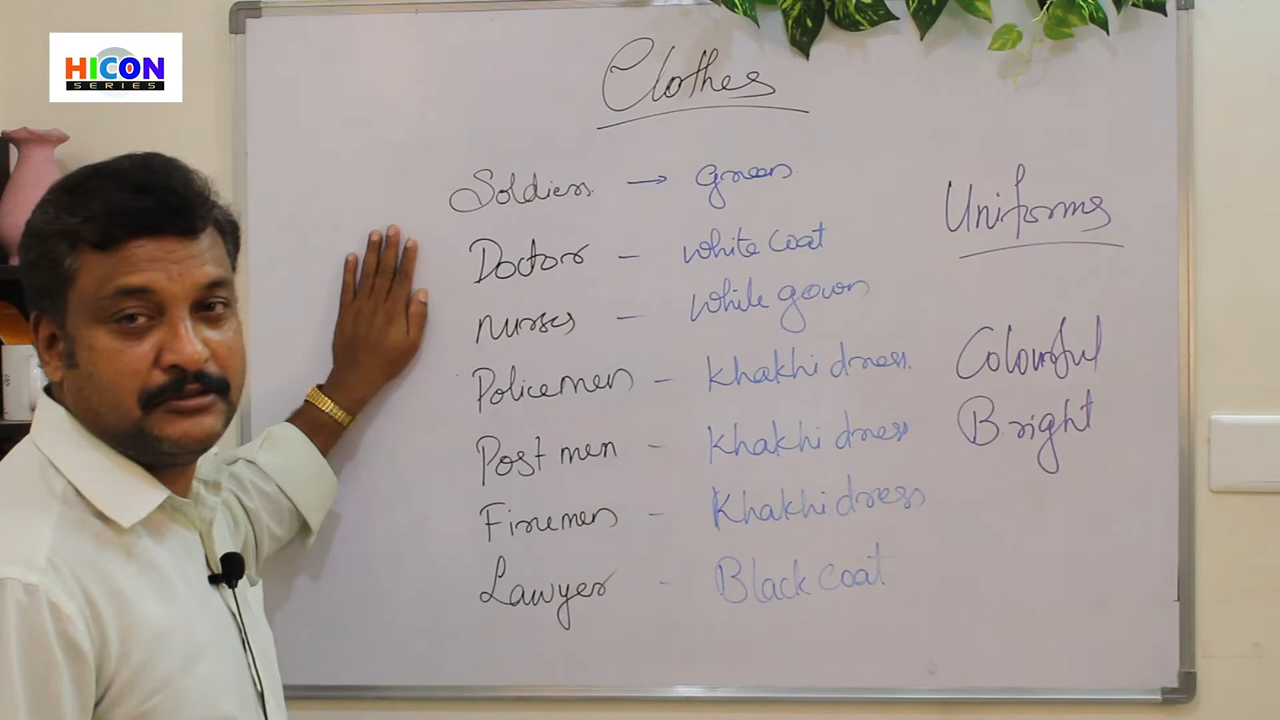 HICON
SERIES
Clothes
Soldiers → green
Doctor - white coat
nurses - white gown
Policemen - Khakhi dress.
Post men - Khakhi dress
Firemen - Khakhi dress
Lawyer - Black coat
Uniforms
Colourful
Bright